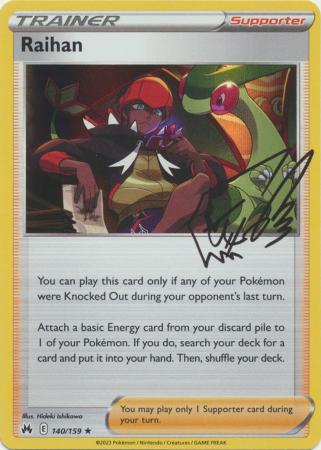 TRAINER
Supporter
Raihan
You can play this card only if any of your Pokémon
were Knocked Out during your opponent's last turn.
Attach a basic Energy card from your discard pile to
1 of your Pokémon. If you do, search your deck for a
card and put it into your hand. Then, shuffle your deck.
Illus. Hideki Ishikawa
E 140/159 ★
You may play only 1 Supporter card during
your turn.
©2023 Pokémon / Nintendo / Creatures / GAME FREAK